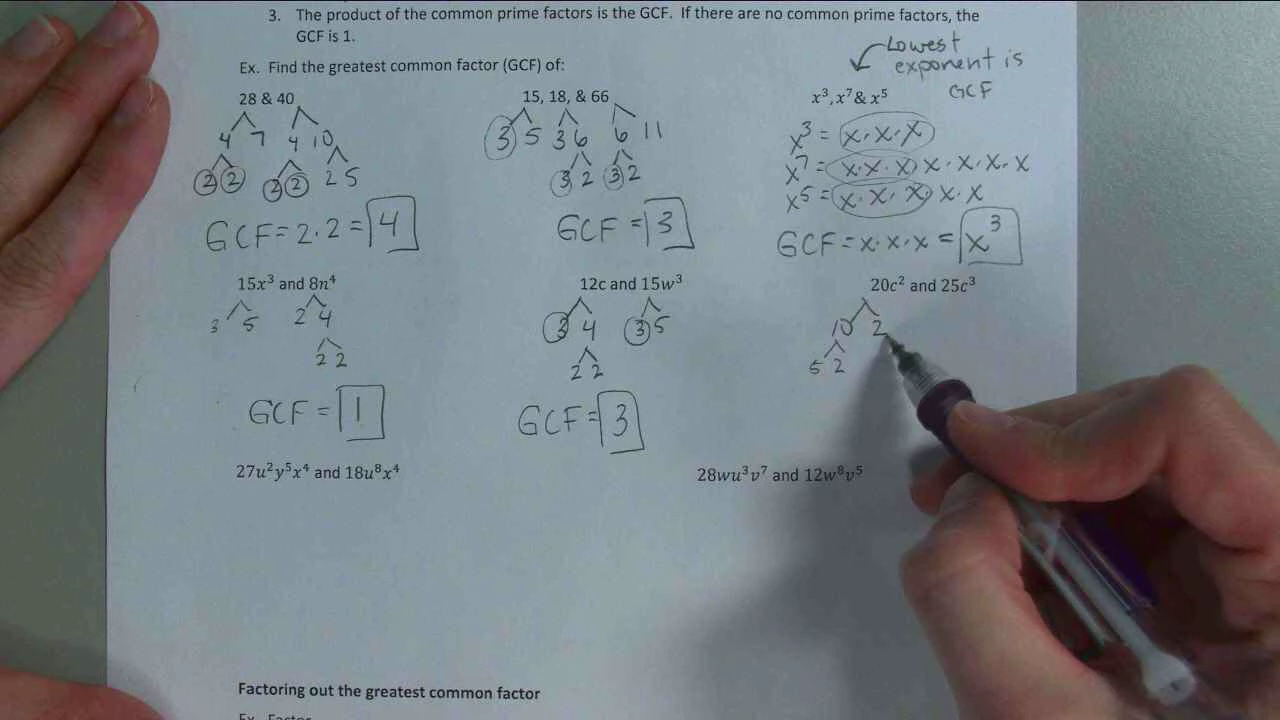 3. The product of the common prime factors is the GCF. If there are no common prime factors, the
GCF is 1.
Lowest
exponent is
GCF
Ex. Find the greatest common factor (GCF) of:
28 & 40
4 7 4 10
2 2 2 2 2 5
GCF = 2·2 = 4
15, 18, & 66
3 5 3 6 6 11
3 2 3 2
GCF = 3
x³, x⁷ & x⁵
x³ = x·x·x
x⁷ = x·x·x x·x·x·x
x⁵ = x·x·x x·x
GCF = x·x·x = x³
15x³ and 8n⁴
3 5 2 4
2 2
GCF = 1
12c and 15w³
3 4 3 5
2 2
GCF = 3
20c² and 25c³
10 2
5 2
27u²y⁵x⁴ and 18u⁸x⁴
28wu³v⁷ and 12w⁸v⁵
Factoring out the greatest common factor
Ex. Factor